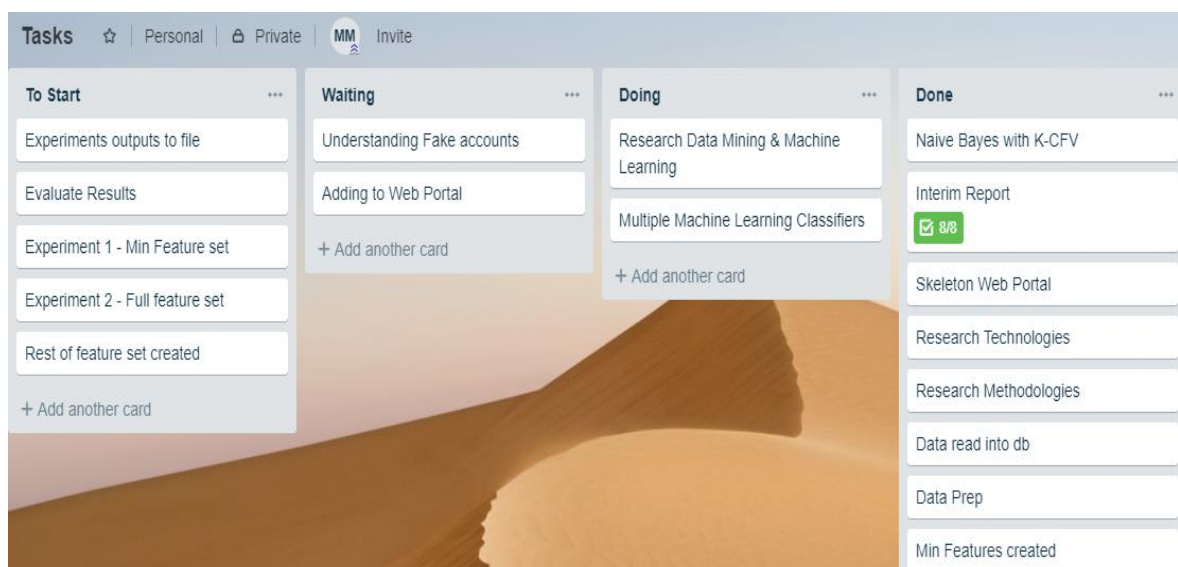 Tasks Personal Private MM Invite
To Start
Experiments outputs to file
Evaluate Results
Experiment 1 - Min Feature set
Experiment 2 - Full feature set
Rest of feature set created
+ Add another card
Waiting
Understanding Fake accounts
Adding to Web Portal
+ Add another card
Doing
Research Data Mining & Machine
Learning
Multiple Machine Learning Classifiers
+ Add another card
Done
Naive Bayes with K-CFV
Interim Report
8/8
Skeleton Web Portal
Research Technologies
Research Methodologies
Data read into db
Data Prep
Min Features created